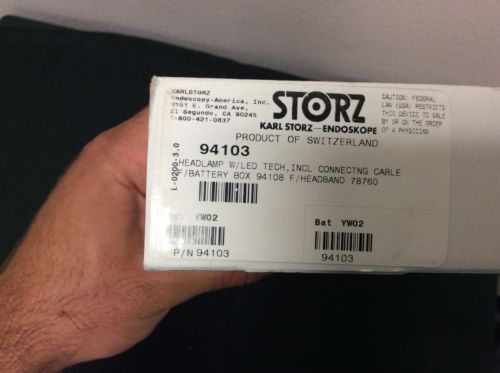 KARLSTORZ
Endoscopy-America, Inc.
2151 E. Grand Ave.
El Segundo, CA 90245
1-800-421-0837
STORZ
KARL STORZ—ENDOSKOPE
CAUTION: FEDERAL
LAW (USA) RESTRICTS
THIS DEVICE TO SALE
BY OR ON THE ORDER
OF A PHYSICIAN
PRODUCT OF SWITZERLAND
94103
HEADLAMP W/LED TECH,INCL CONNECTNG CABLE
F/BATTERY BOX 94108 F/HEADBAND 78760
L-0200-3.0
Bat YW02
P/N 94103
Bat YW02
94103